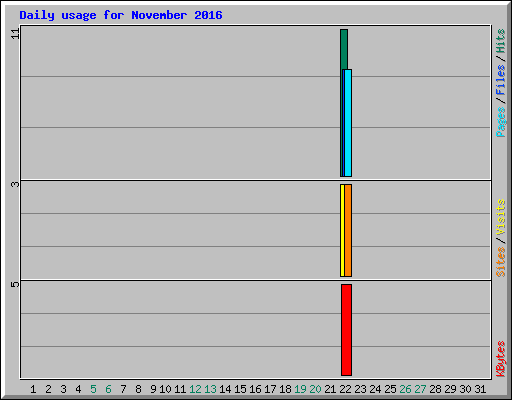 Daily usage for November 2016
11
3
5
Pages / Files / Hits
Sites / Visits
KBytes
1 2 3 4 5 6 7 8 9 10 11 12 13 14 15 16 17 18 19 20 21 22 23 24 25 26 27 28 29 30 31